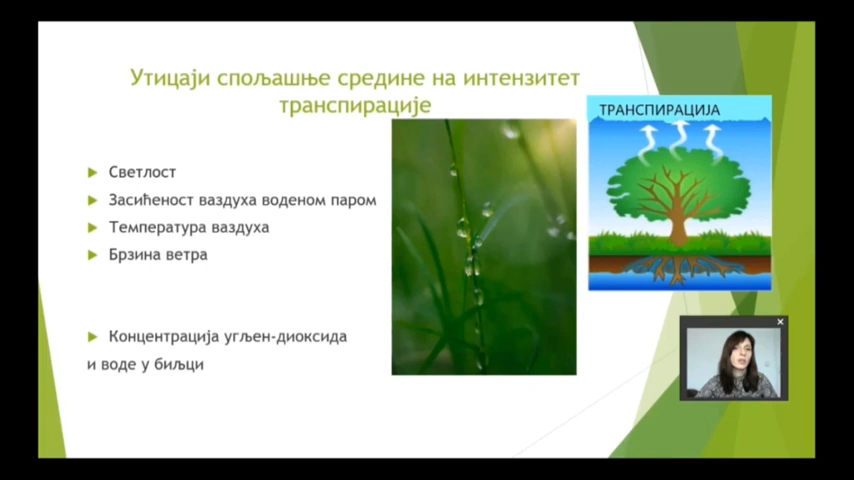 Утицаји спољашње средине на интензитет
транспирације
ТРАНСПИРАЦИЈА
Светлост
Засићеност ваздуха воденом паром
Температура ваздуха
Брзина ветра
Концентрација угљен-диоксида
и воде у биљци